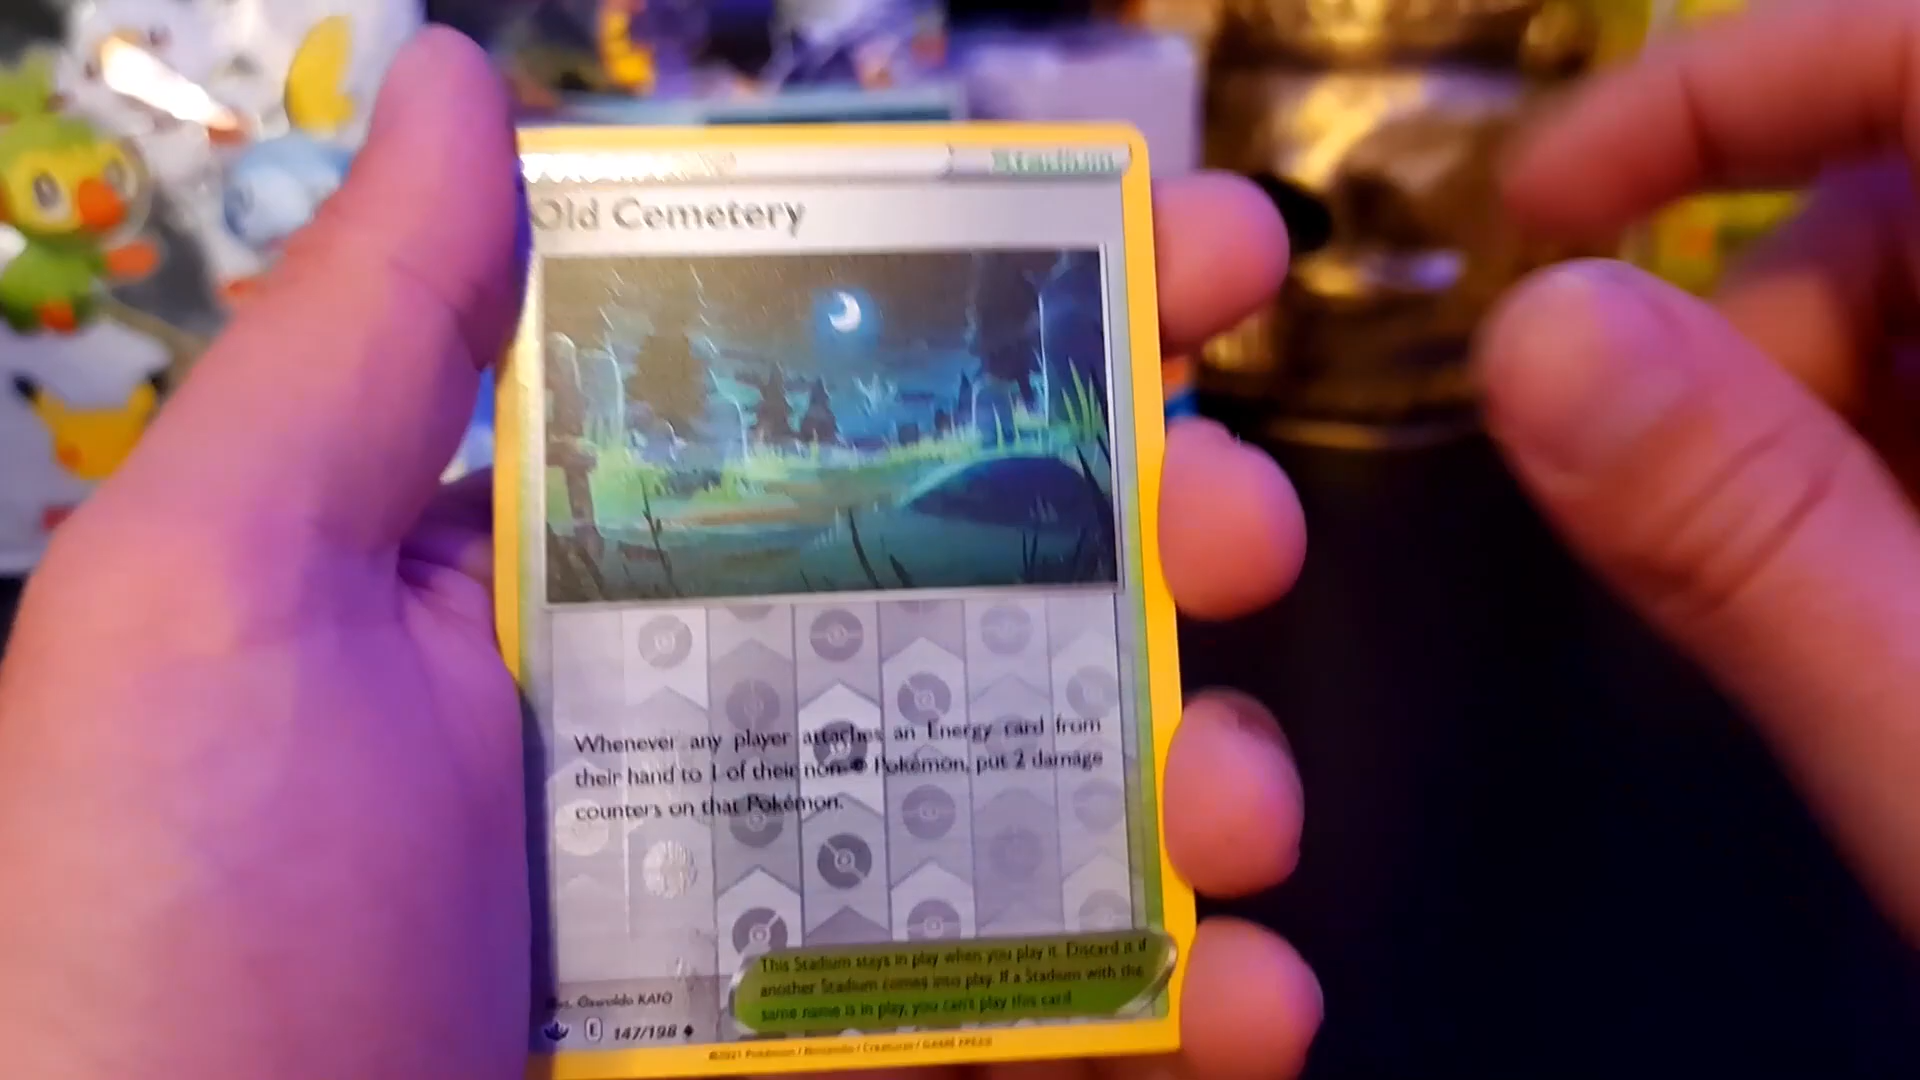 Stadium
Old Cemetery
Whenever any player attaches an Energy card from
their hand to 1 of their non- Pokémon, put 2 damage
counters on that Pokémon.
This Stadium stays in play when you play it. Discard it if
another Stadium comes into play. If a Stadium with the
same name is in play, you can't play this card.
KATO
E 147/198
©2021 Pokémon / Nintendo / Creatures / GAME FREAK